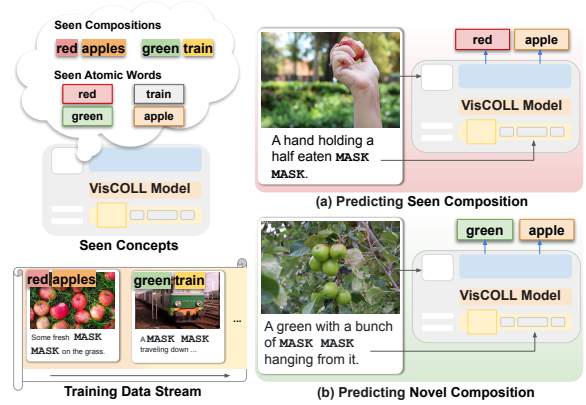 Seen Compositions
red apples green train
Seen Atomic Words
red train
green apple
VisCOLL Model
Seen Concepts
red apples
Some fresh MASK
MASK on the grass.
green train
A MASK MASK
traveling down ...
...
Training Data Stream
red apple
VisCOLL Model
A hand holding a
half eaten MASK
MASK.
(a) Predicting Seen Composition
green apple
VisCOLL Model
A green with a bunch
of MASK MASK
hanging from it.
(b) Predicting Novel Composition